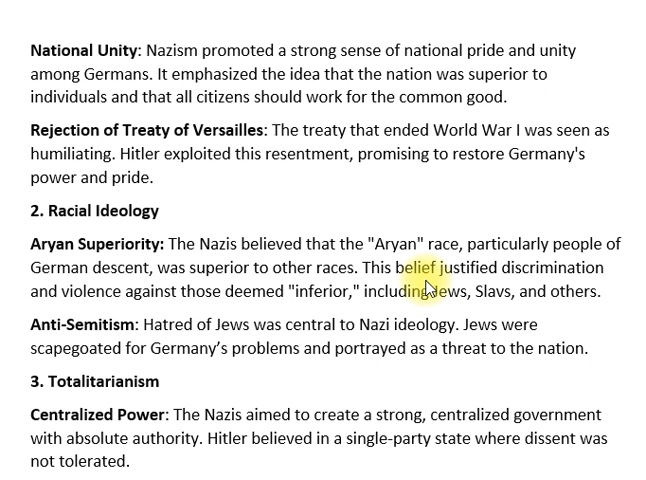 National Unity: Nazism promoted a strong sense of national pride and unity
among Germans. It emphasized the idea that the nation was superior to
individuals and that all citizens should work for the common good.
Rejection of Treaty of Versailles: The treaty that ended World War I was seen as
humiliating. Hitler exploited this resentment, promising to restore Germany's
power and pride.
2. Racial Ideology
Aryan Superiority: The Nazis believed that the "Aryan" race, particularly people of
German descent, was superior to other races. This belief justified discrimination
and violence against those deemed "inferior," including Jews, Slavs, and others.
Anti-Semitism: Hatred of Jews was central to Nazi ideology. Jews were
scapegoated for Germany’s problems and portrayed as a threat to the nation.
3. Totalitarianism
Centralized Power: The Nazis aimed to create a strong, centralized government
with absolute authority. Hitler believed in a single-party state where dissent was
not tolerated.